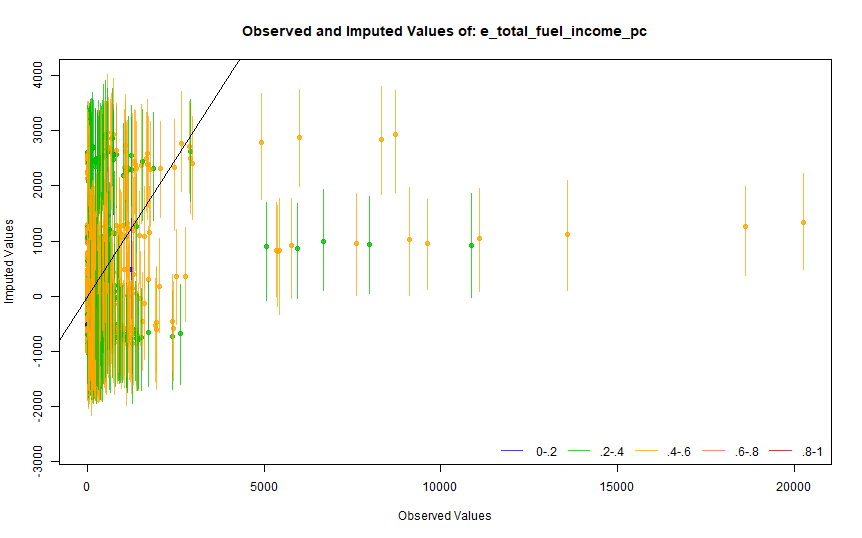 Observed and Imputed Values of: e_total_fuel_income_pc
Imputed Values
4000
3000
2000
1000
0
-1000
-2000
-3000
0-.2 .2-.4 .4-.6 .6-.8 .8-1
0 5000 10000 15000 20000
Observed Values